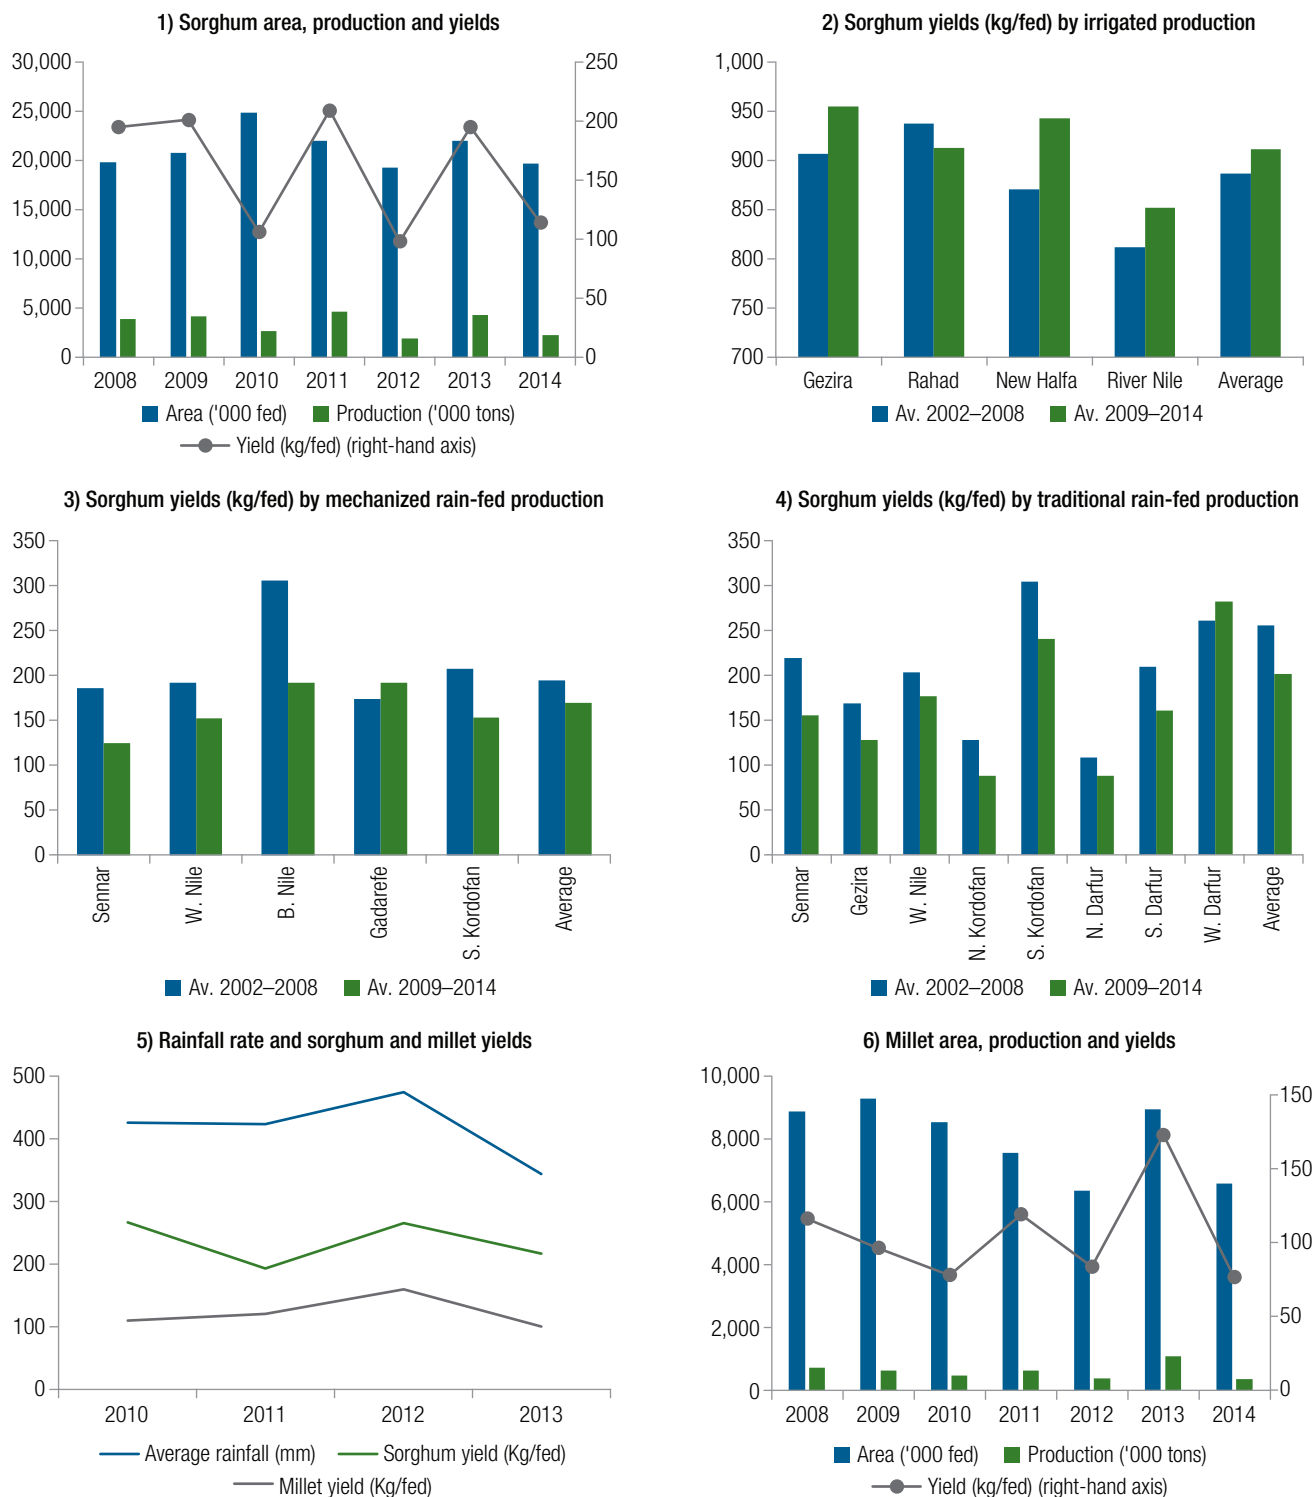 1) Sorghum area, production and yields
30,000
25,000
20,000
15,000
10,000
5,000
0
250
200
150
100
50
0
2008 2009 2010 2011 2012 2013 2014
Area ('000 fed) Production ('000 tons)
Yield (kg/fed) (right-hand axis)
2) Sorghum yields (kg/fed) by irrigated production
1,000
950
900
850
800
750
700
Gezira Rahad New Halfa River Nile Average
Av. 2002–2008 Av. 2009–2014
3) Sorghum yields (kg/fed) by mechanized rain-fed production
350
300
250
200
150
100
50
0
Sennar
W. Nile
B. Nile
Gadarefe
S. Kordofan
Average
Av. 2002–2008 Av. 2009–2014
4) Sorghum yields (kg/fed) by traditional rain-fed production
350
300
250
200
150
100
50
0
Sennar
Gezira
W. Nile
N. Kordofan
S. Kordofan
N. Darfur
S. Darfur
W. Darfur
Average
Av. 2002–2008 Av. 2009–2014
5) Rainfall rate and sorghum and millet yields
500
400
300
200
100
0
2010 2011 2012 2013
Average rainfall (mm) Sorghum yield (Kg/fed)
Millet yield (Kg/fed)
6) Millet area, production and yields
10,000
8,000
6,000
4,000
2,000
0
150
150
100
50
0
2008 2009 2010 2011 2012 2013 2014
Area ('000 fed) Production ('000 tons)
Yield (kg/fed) (right-hand axis)